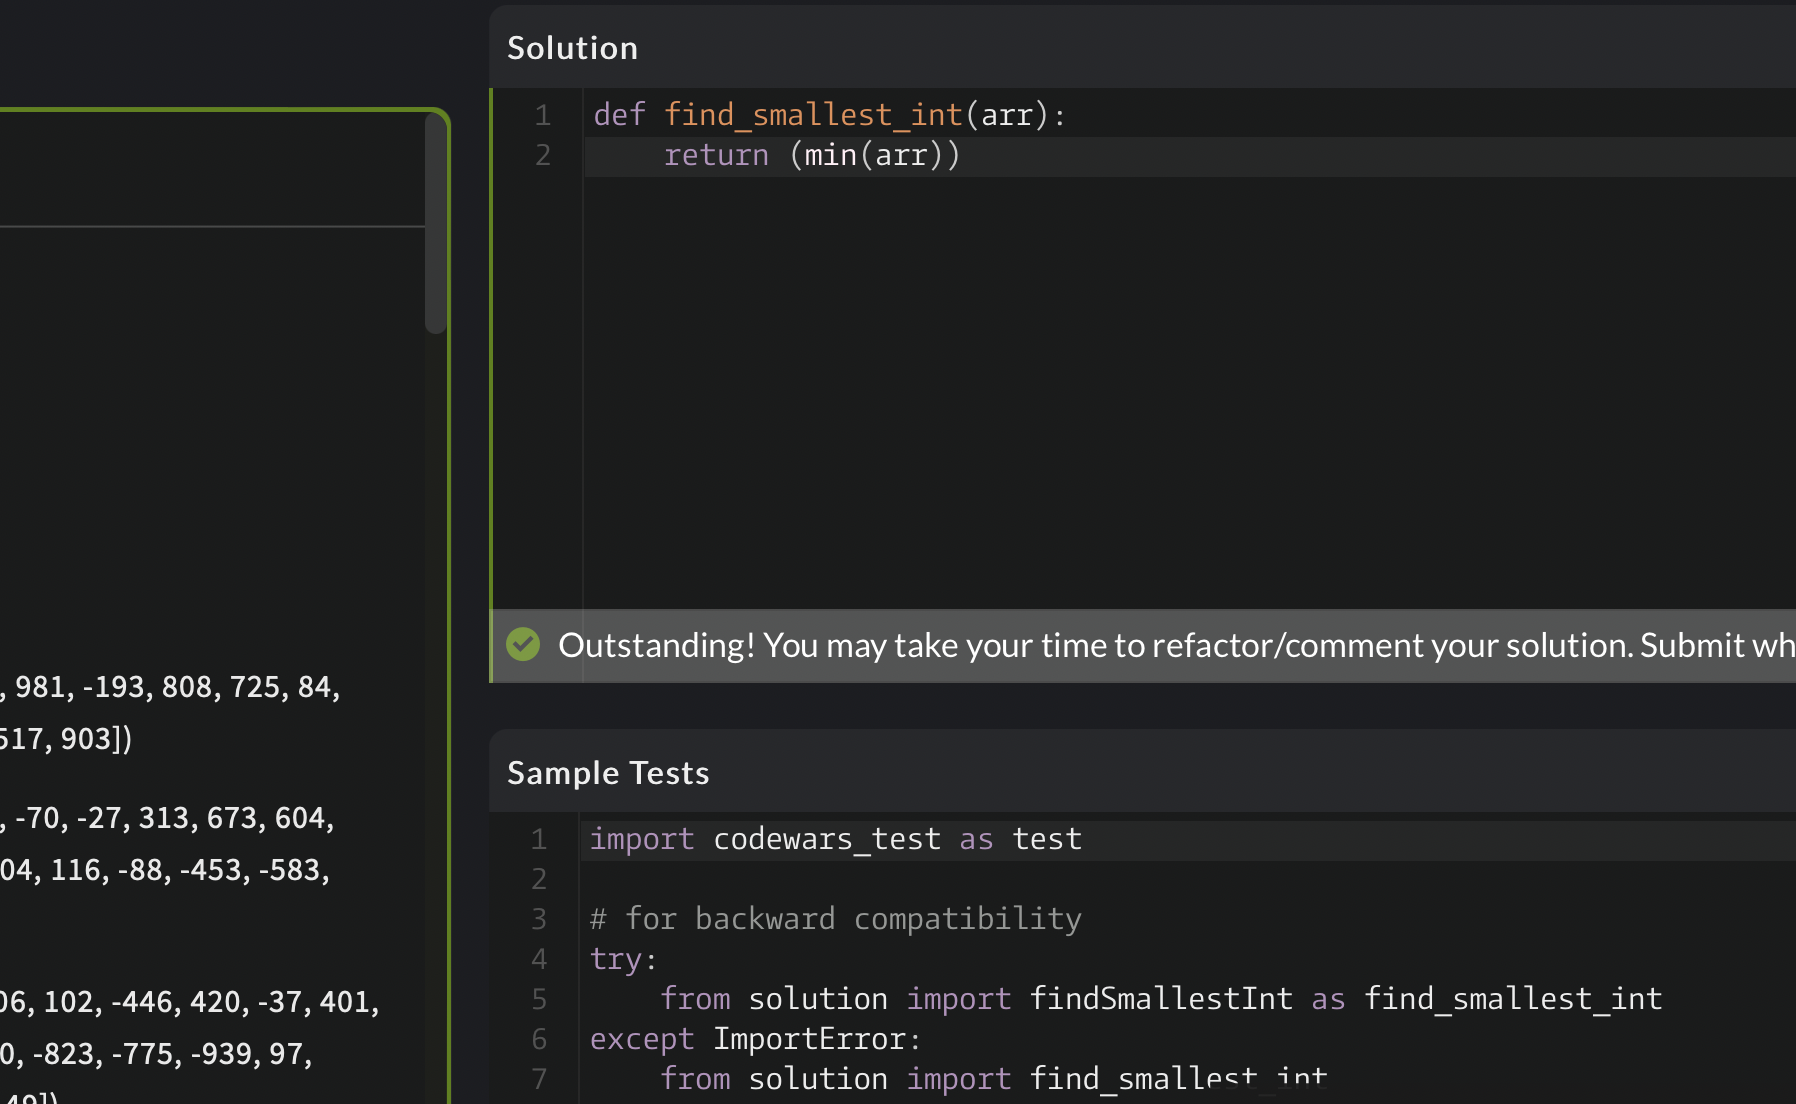 Solution
1 def find_smallest_int(arr):
2 return (min(arr))
Outstanding! You may take your time to refactor/comment your solution. Submit
, 981, -193, 808, 725, 84,
517, 903])
, -70, -27, 313, 673, 604,
04, 116, -88, -453, -583,
06, 102, -446, 420, -37, 401,
0, -823, -775, -939, 97,
Sample Tests
1 import codewars_test as test
2
3 # for backward compatibility
4 try:
5 from solution import findSmallestInt as find_smallest_int
6 except ImportError:
7 from solution import find_smallest_int